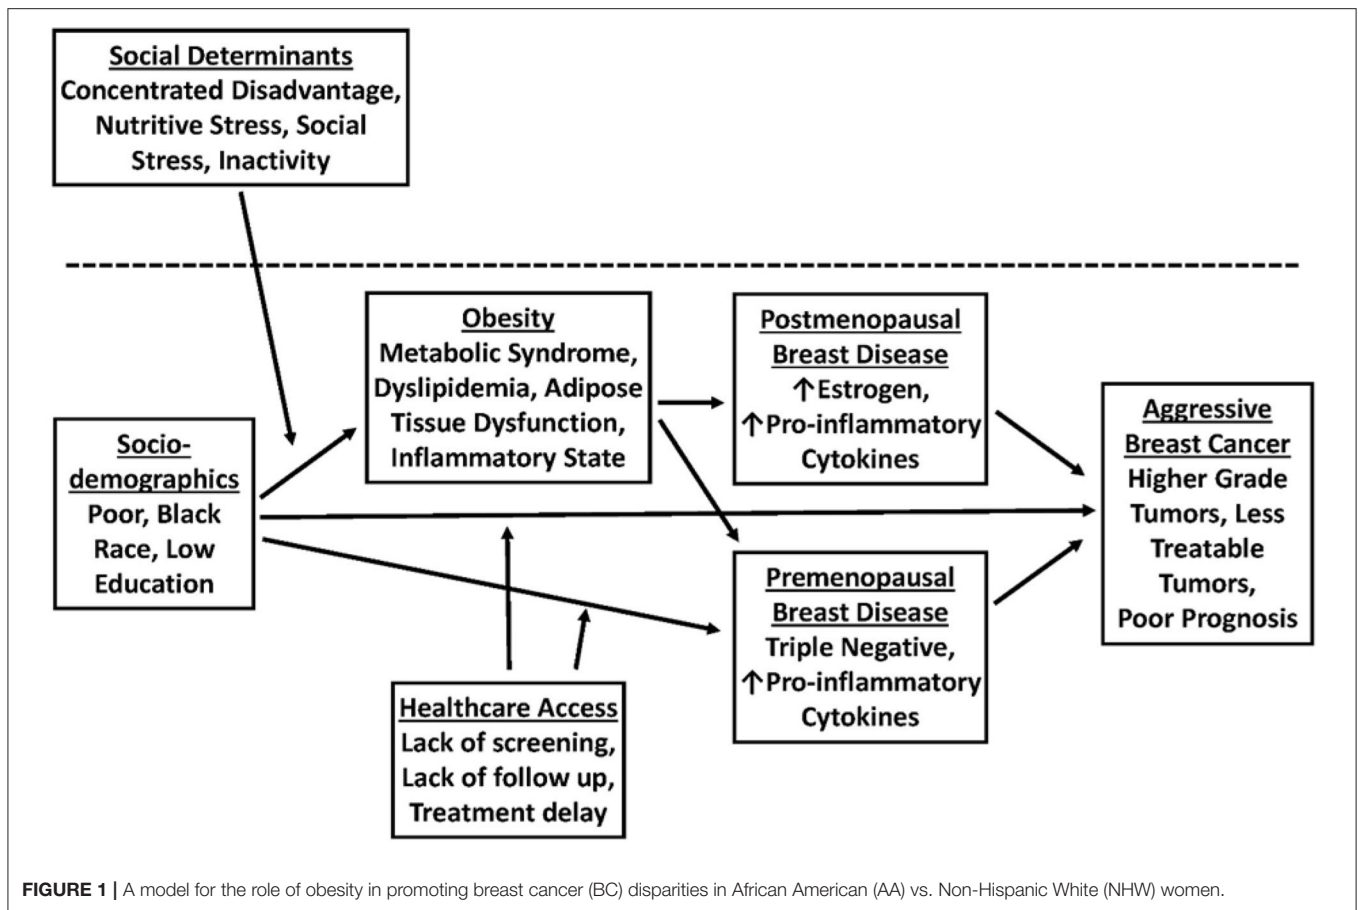 Social Determinants
Concentrated Disadvantage,
Nutritive Stress, Social
Stress, Inactivity
Obesity
Metabolic Syndrome,
Dyslipidemia, Adipose
Tissue Dysfunction,
Inflammatory State
Postmenopausal
Breast Disease
↑Estrogen,
↑Pro-inflammatory
Cytokines
Aggressive
Breast Cancer
Higher Grade
Tumors, Less
Treatable
Tumors,
Poor Prognosis
Socio-
demographics
Poor, Black
Race, Low
Education
Premenopausal
Breast Disease
Triple Negative,
↑Pro-inflammatory
Cytokines
Healthcare Access
Lack of screening,
Lack of follow up,
Treatment delay
FIGURE 1 | A model for the role of obesity in promoting breast cancer (BC) disparities in African American (AA) vs. Non-Hispanic White (NHW) women.